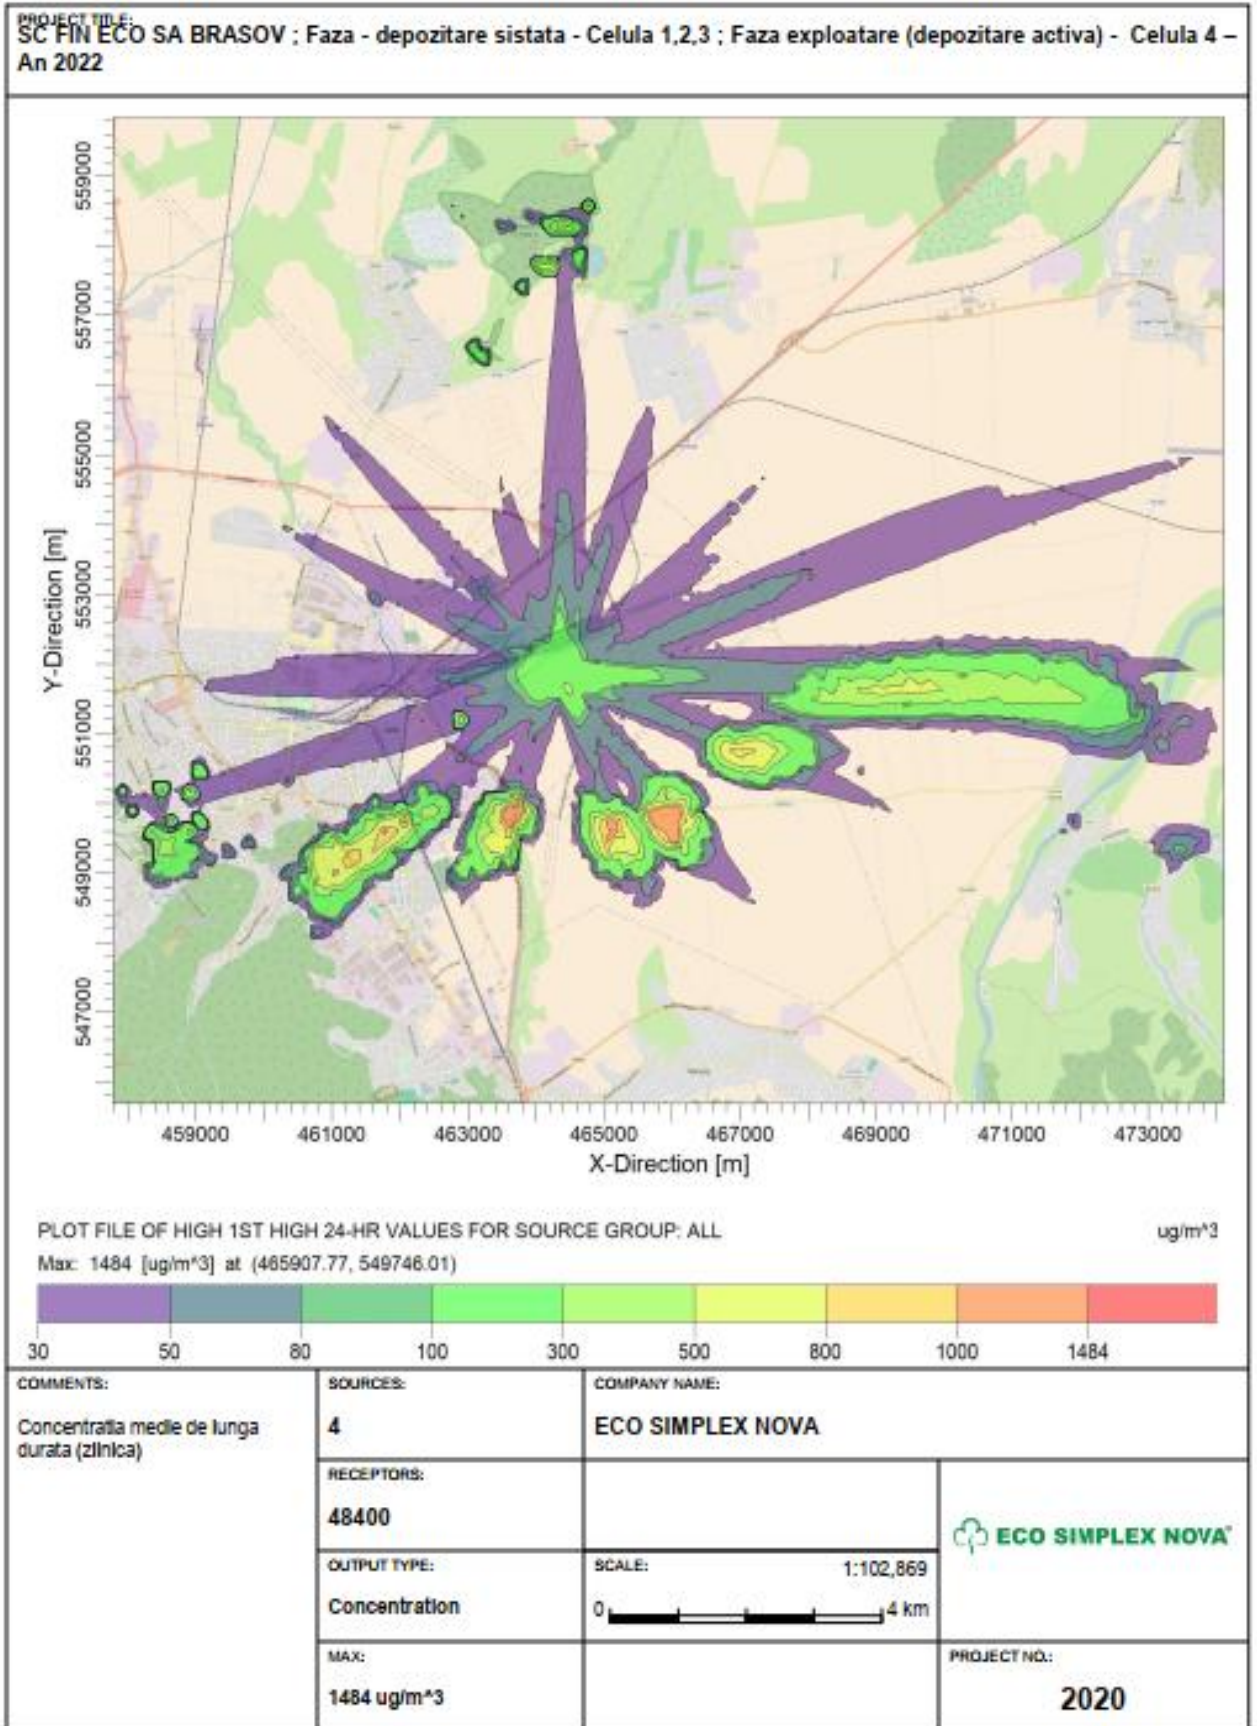 PROJECT TITLE:
SC FIN ECO SA BRASOV ; Faza - depozitare sistata - Celula 1,2,3 ; Faza exploatare (depozitare activa) - Celula 4 –
An 2022
Y-Direction [m]
559000
557000
555000
553000
551000
549000
547000
459000 461000 463000 465000 467000 469000 471000 473000
X-Direction [m]
PLOT FILE OF HIGH 1ST HIGH 24-HR VALUES FOR SOURCE GROUP: ALL ug/m^3
Max: 1484 [ug/m^3] at (465907.77, 549746.01)
30 50 80 100 300 500 800 1000 1484
COMMENTS:
Concentratia medie de lunga
durata (zilnica)
SOURCES:
4
COMPANY NAME:
ECO SIMPLEX NOVA
RECEPTORS:
48400
OUTPUT TYPE:
Concentration
SCALE: 1:102,869
0 4 km
ECO SIMPLEX NOVA
MAX:
1484 ug/m^3
PROJECT NO.:
2020